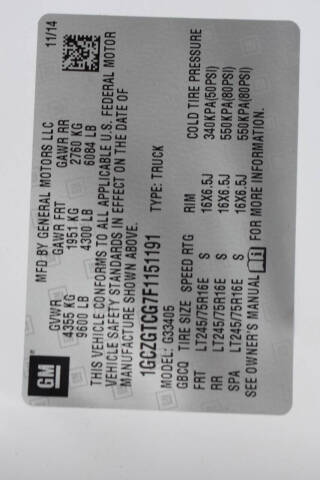 GM
MFD BY GENERAL MOTORS LLC 11/14
GVWR GAWR FRT GAWR RR
4355 KG 1951 KG 2760 KG
9600 LB 4300 LB 6084 LB
THIS VEHICLE CONFORMS TO ALL APPLICABLE U.S. FEDERAL MOTOR
VEHICLE SAFETY STANDARDS IN EFFECT ON THE DATE OF
MANUFACTURE SHOWN ABOVE.
1GCZGTCG7F1151191 TYPE: TRUCK
MODEL: G33405
GBCQ TIRE SIZE SPEED RTG RIM COLD TIRE PRESSURE
FRT LT245/75R16E S 16X6.5J 340KPA(50PSI)
RR LT245/75R16E S 16X6.5J 550KPA(80PSI)
SPA LT245/75R16E S 16X6.5J 550KPA(80PSI)
SEE OWNER'S MANUAL FOR MORE INFORMATION.